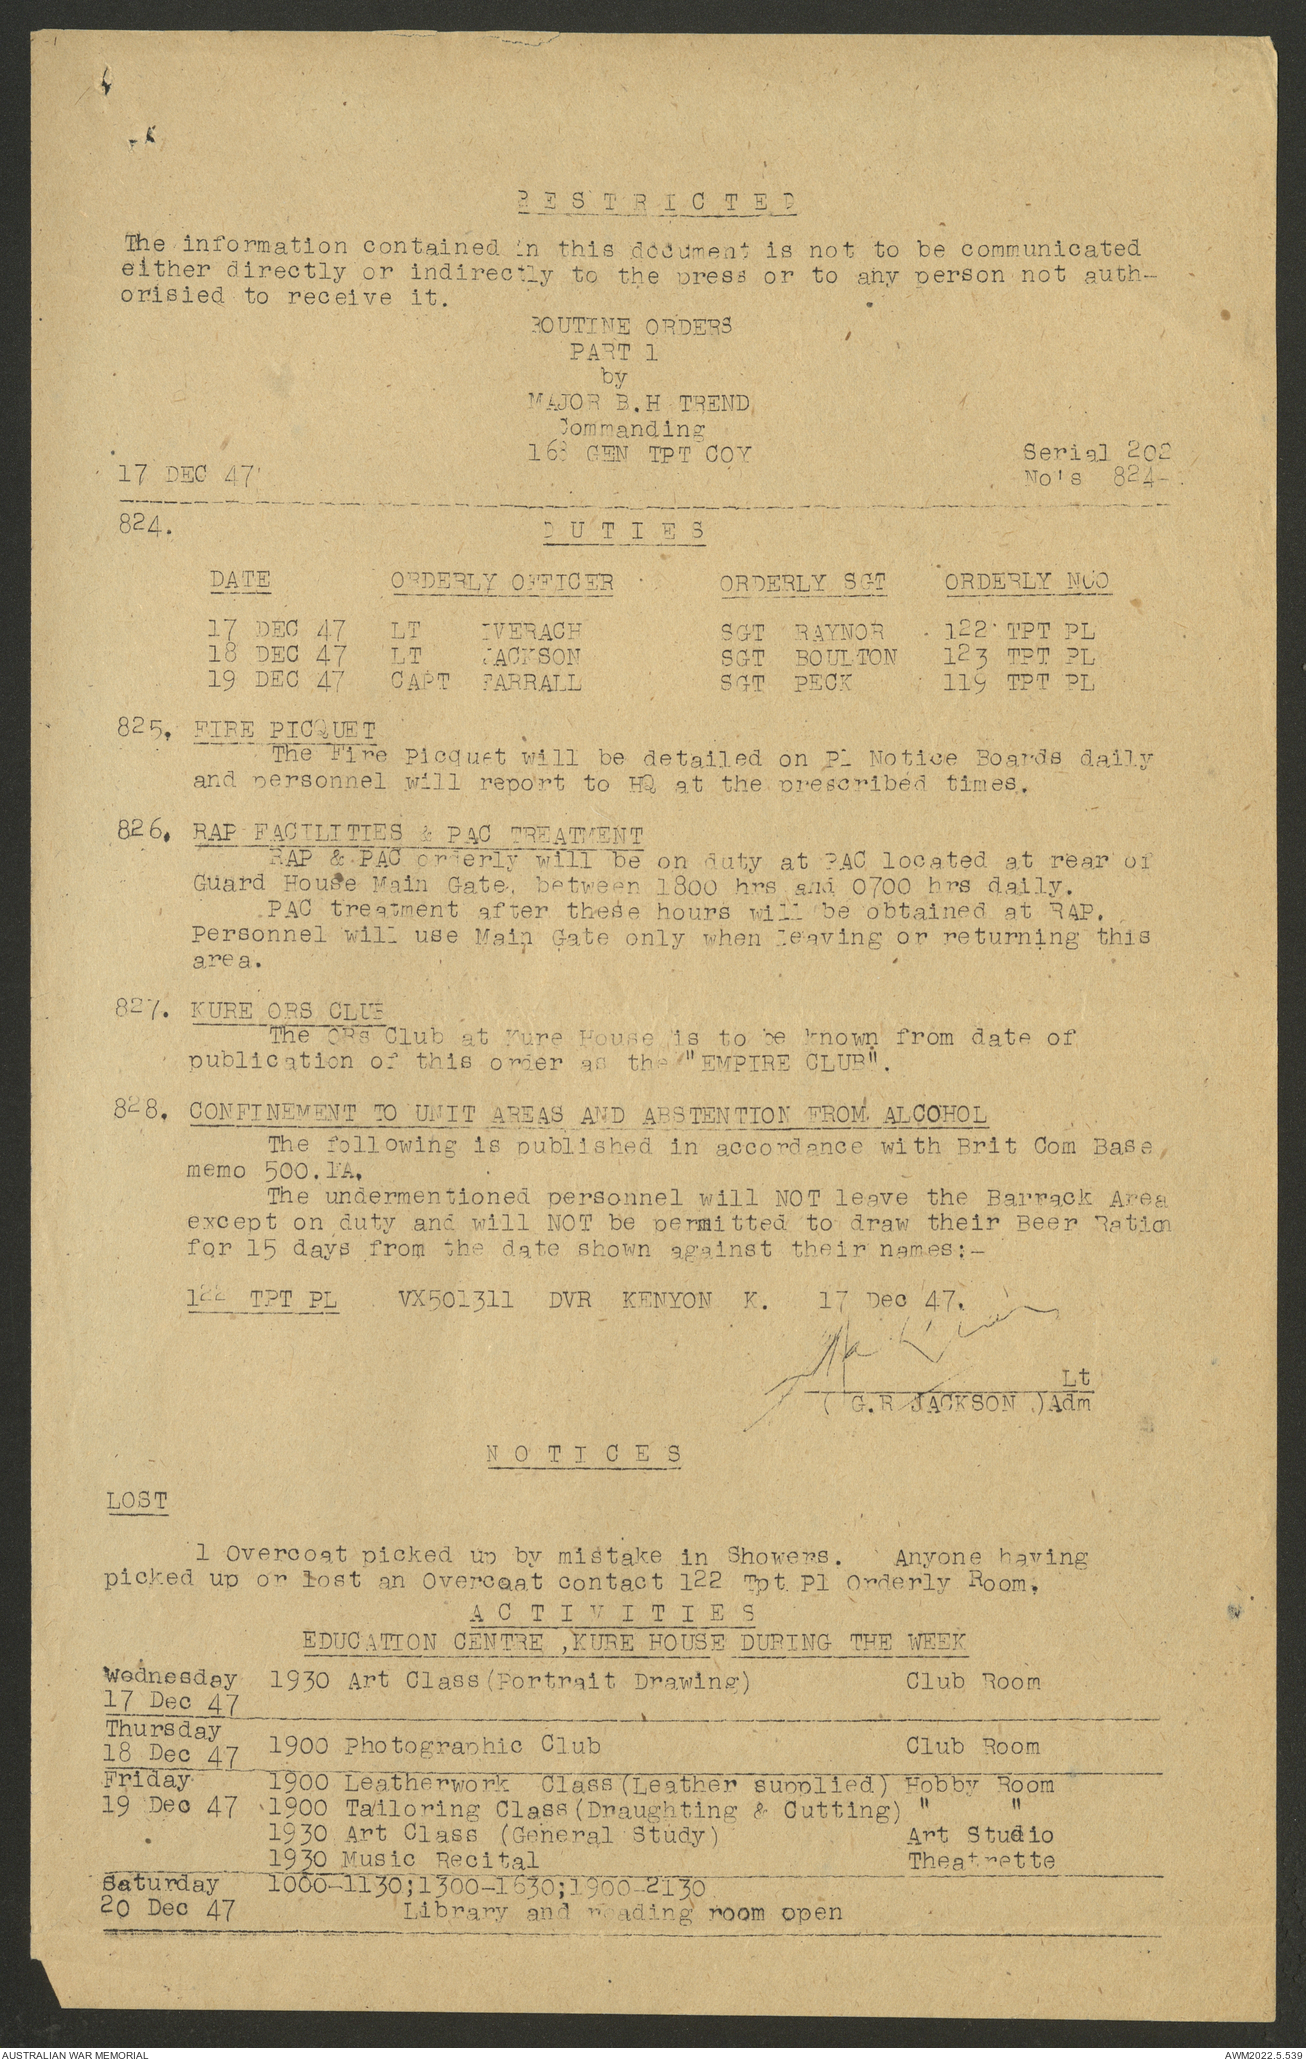 RESTRICTED
The information contained in this document is not to be communicated
either directly or indirectly to the press or to any person not auth-
orisied to receive it.
ROUTINE ORDERS
PART 1
by
MAJOR B.H TREND
Commanding
168 GEN TPT COY
Serial 202
17 DEC 47
No's 824-
824.
DUTIES
DATE ORDERLY OFFICER ORDERLY SGT ORDERLY NCO
17 DEC 47 LT IVERACH SGT RAYNOR 122 TPT PL
18 DEC 47 LT JACKSON SGT BOULTON 123 TPT PL
19 DEC 47 CAPT FARRALL SGT PECK 119 TPT PL
825. FIRE PICQUET
The Fire Picquet will be detailed on Pl Notice Boards daily
and personnel will report to HQ at the prescribed times.
826. RAP FACILITIES & PAC TREATMENT
RAP & PAC orderly will be on duty at PAC located at rear of
Guard House Main Gate, between 1800 hrs and 0700 hrs daily.
PAC treatment after these hours will be obtained at RAP.
Personnel will use Main Gate only when leaving or returning this
area.
827. KURE ORS CLUB
The ORs Club at Kure House is to be known from date of
publication of this order as the "EMPIRE CLUB".
828. CONFINEMENT TO UNIT AREAS AND ABSTENTION FROM ALCOHOL
The following is published in accordance with Brit Com Base
memo 500.1A.
The undermentioned personnel will NOT leave the Barrack Area
except on duty and will NOT be permitted to draw their Beer Ration
for 15 days from the date shown against their names:-
122 TPT PL VX501311 DVR KENYON K. 17 Dec 47.
Lt
( G.R JACKSON )Adm
NOTICES
LOST
1 Overcoat picked up by mistake in Showers. Anyone having
picked up or lost an Overcoat contact 122 Tpt Pl Orderly Room.
ACTIVITIES
EDUCATION CENTRE ,KURE HOUSE DURING THE WEEK
Wednesday 1930 Art Class(Portrait Drawing) Club Room
17 Dec 47
Thursday
18 Dec 47 1900 Photographic Club Club Room
Friday 1900 Leatherwork Class(Leather supplied) Hobby Room
19 Dec 47 1900 Tailoring Class(Draughting & Cutting) " "
1930 Art Class (General Study) Art Studio
1930 Music Recital Theatrette
Saturday 1000-1130;1300-1630;1900-2130
20 Dec 47 Library and reading room open
AUSTRALIAN WAR MEMORIAL
AWM2022.5.539